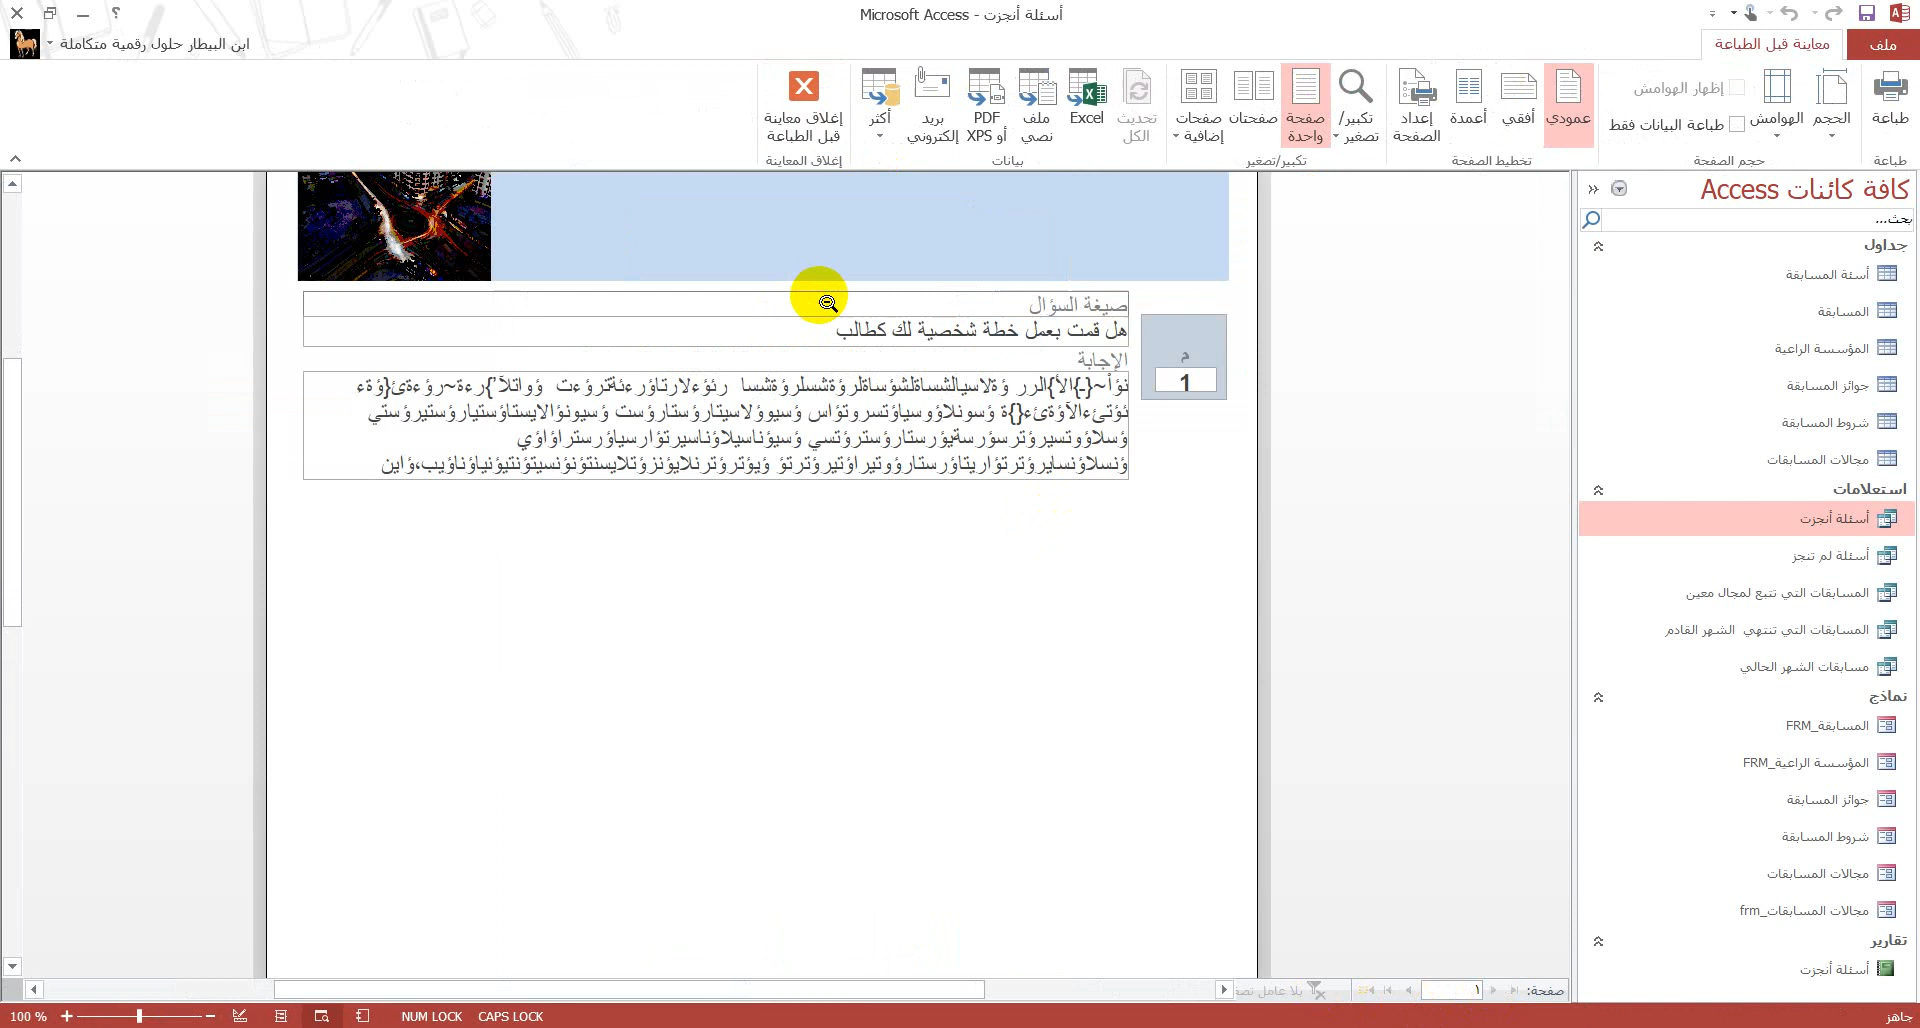 أسئلة أنجزت - Microsoft Access
ملف
معاينة قبل الطباعة
ابن البيطار حلول رقمية متكاملة
طباعة
الحجم
الهوامش
إظهار الهوامش
طباعة البيانات فقط
عمودي
أفقي
أعمدة
إعداد الصفحة
تكبير/تصغير
صفحة واحدة
صفحتان
صفحات إضافية
تحديث الكل
Excel
ملف نصي
PDF أو XPS
بريد إلكتروني
أكثر
إغلاق معاينة قبل الطباعة
طباعة
حجم الصفحة
تخطيط الصفحة
تكبير/تصغير
بيانات
إغلاق المعاينة
كافة كائنات Access
بحث...
جداول
أسئة المسابقة
المسابقة
المؤسسة الراعية
جوائز المسابقة
شروط المسابقة
مجالات المسابقات
استعلامات
أسئلة أنجزت
أسئلة لم تنجز
المسابقات التي تتبع لمجال معين
المسابقات التي تنتهي الشهر القادم
مسابقات الشهر الحالي
نماذج
المسابقة_FRM
المؤسسة الراعية_FRM
جوائز المسابقة
شروط المسابقة
مجالات المسابقات
مجالات المسابقات_frm
تقارير
أسئلة أنجزت
صيغة السؤال
هل قمت بعمل خطة شخصية لك كطالب
م
1
الإجابة
صفحة:
١
بلا عامل تصف
جاهز
NUM LOCK
CAPS LOCK
100 %